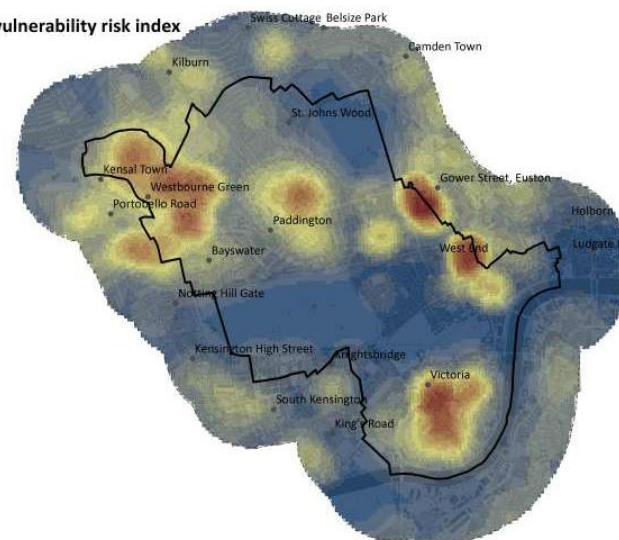 vulnerability risk index
Swiss Cottage
Belsize Park
Camden Town
Kilburn
St. Johns Wood
Kensal Town
Westbourne Green
Gower Street, Euston
Portobello Road
Holborn
Paddington
West End
Ludgate
Bayswater
Notting Hill Gate
Kensington High Street
Knightsbridge
Victoria
South Kensington
King's Road